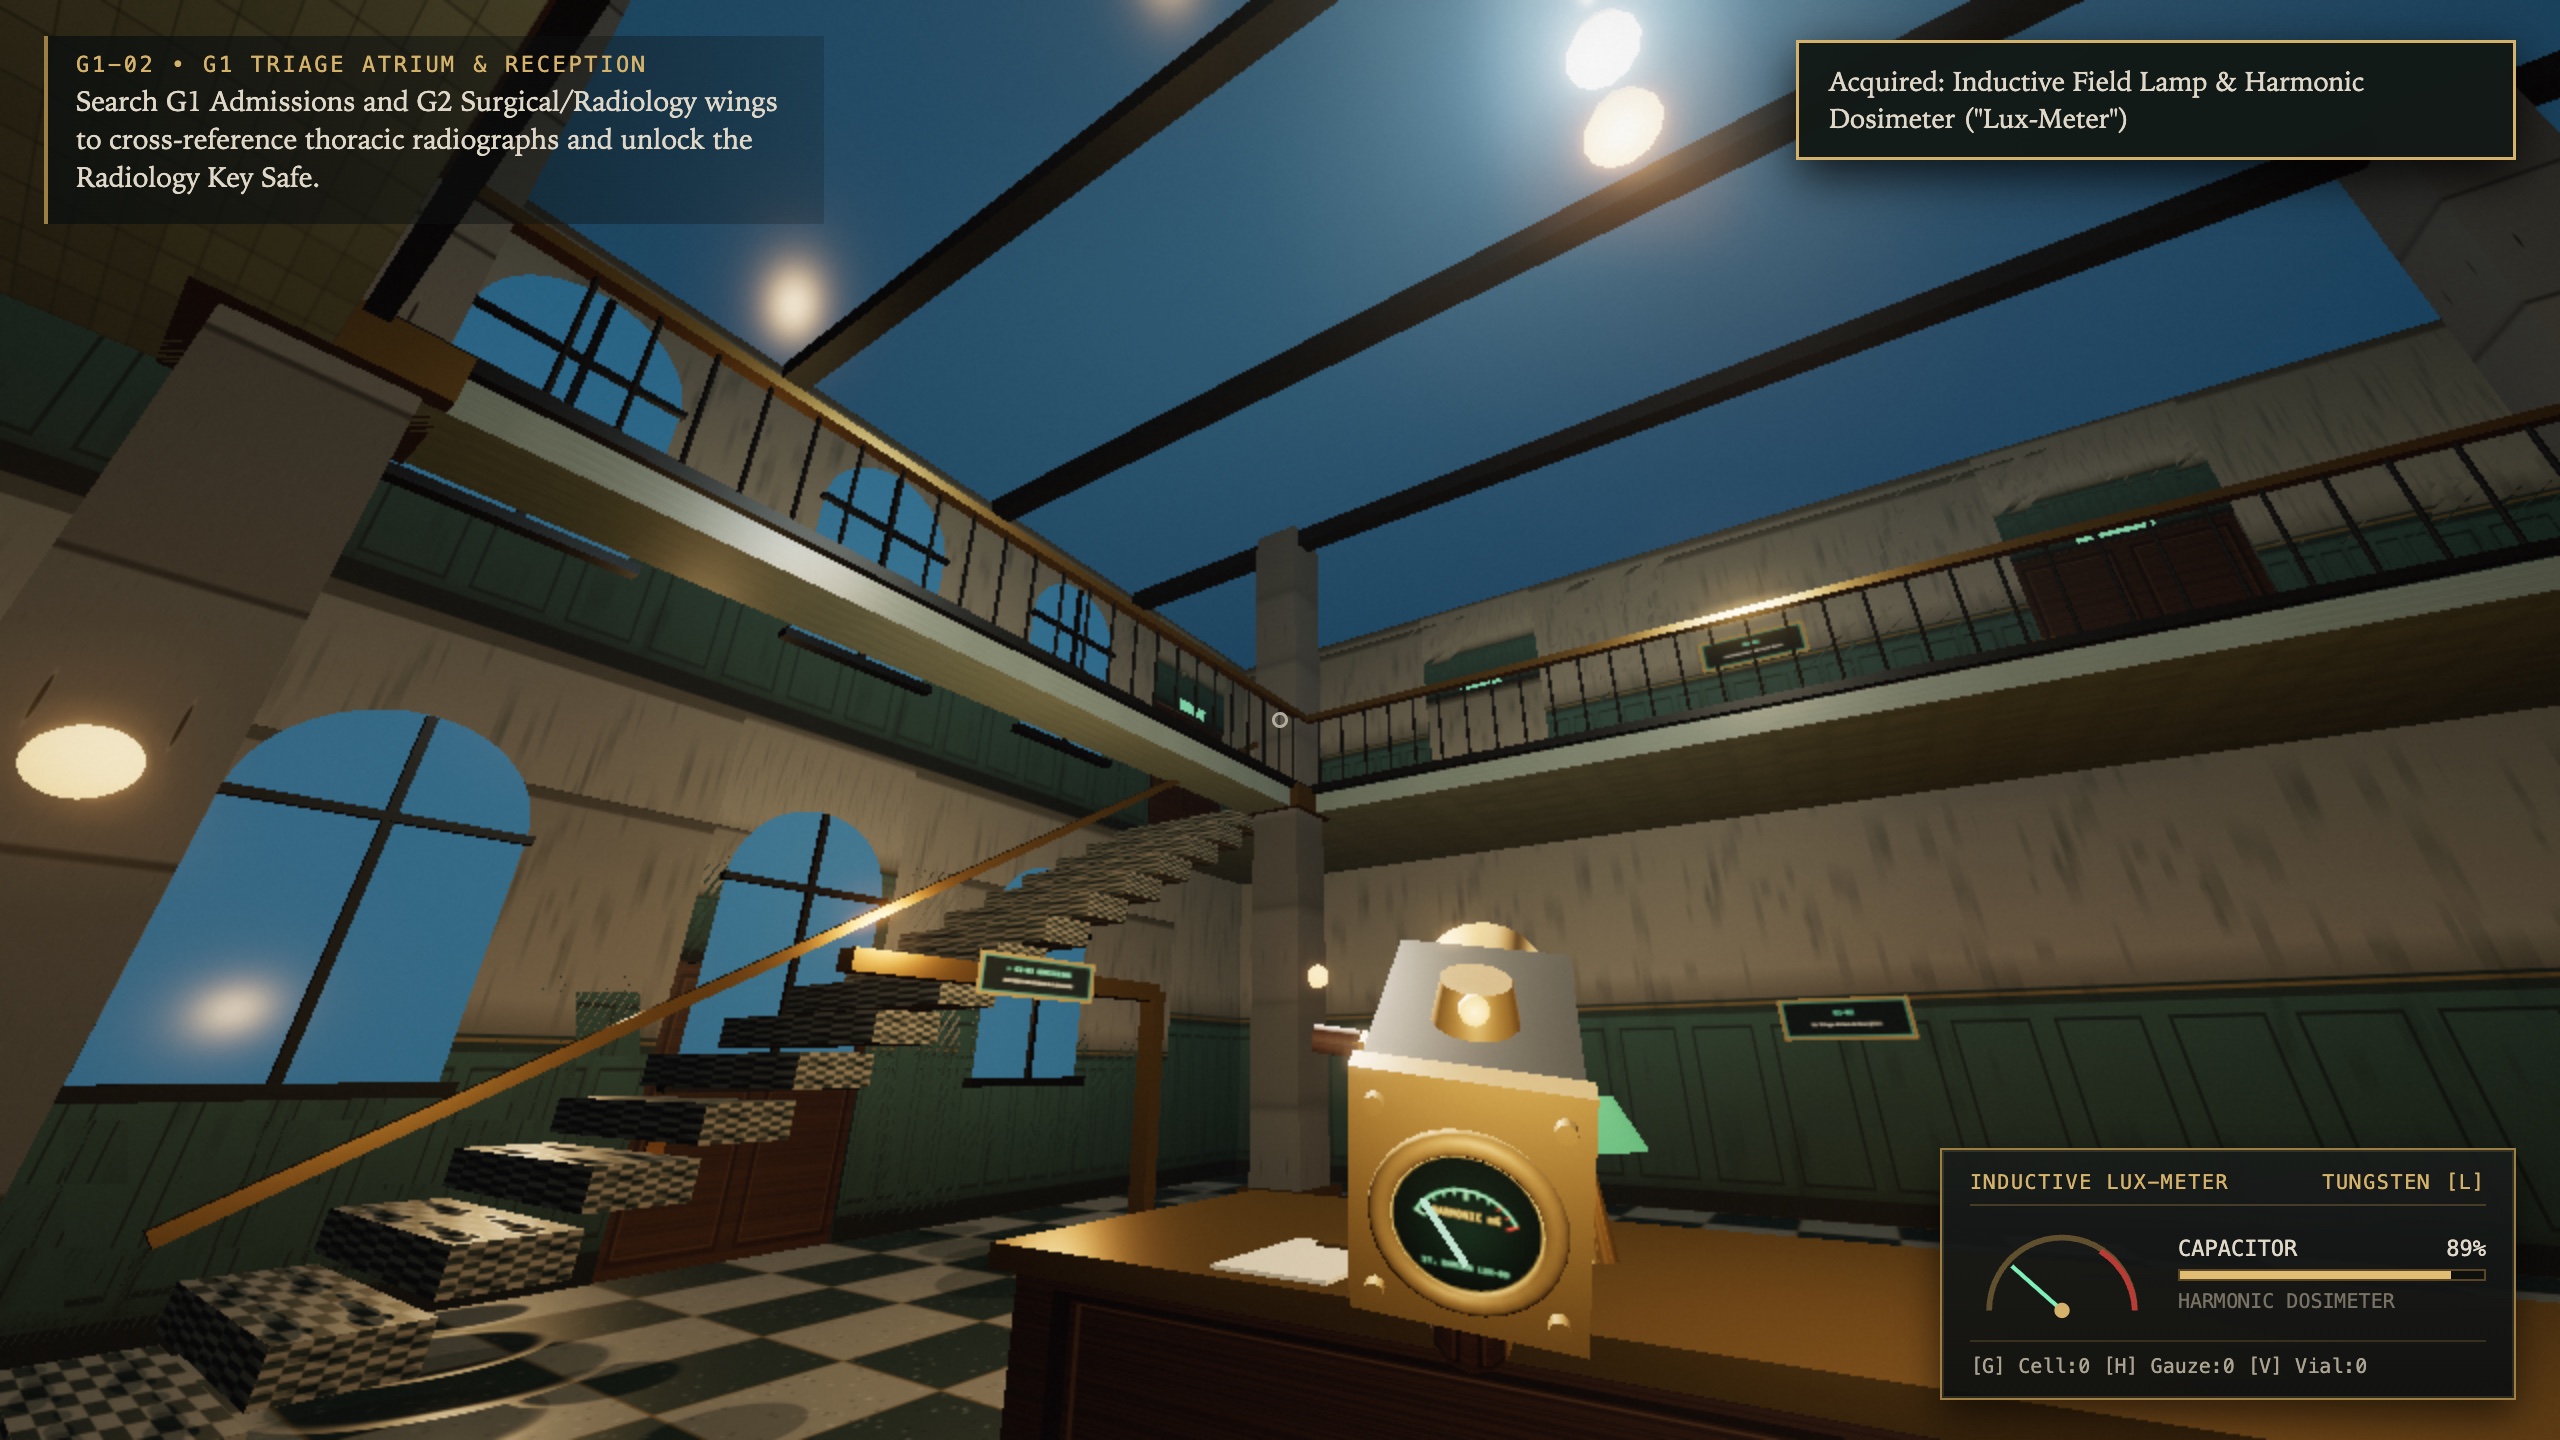 G1-02 • G1 TRIAGE ATRIUM & RECEPTION
Search G1 Admissions and G2 Surgical/Radiology wings
to cross-reference thoracic radiographs and unlock the
Radiology Key Safe.
Acquired: Inductive Field Lamp & Harmonic
Dosimeter ("Lux-Meter")
HARMONIC
INDUCTIVE LUX-METER TUNGSTEN [L]
CAPACITOR 89%
HARMONIC DOSIMETER
[G] Cell:0 [H] Gauze:0 [V] Vial:0